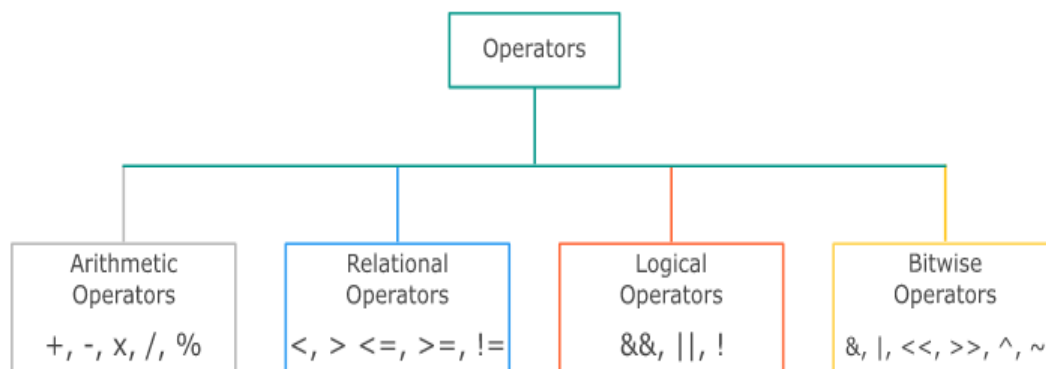 Operators
Arithmetic
Operators
+, -, x, /, %
Relational
Operators
<, > <=, >=, !=
Logical
Operators
&&, ||, !
Bitwise
Operators
&, |, <<, >>, ^, ~